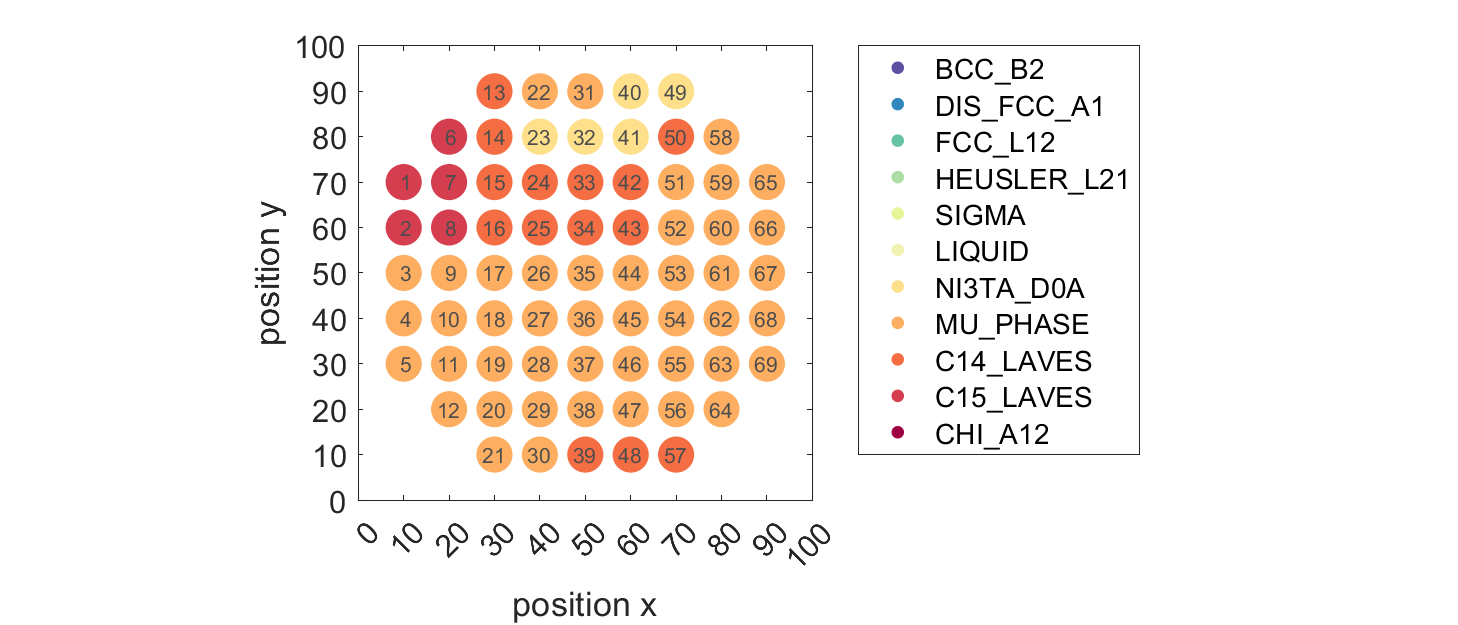 100
90
80
70
60
50
40
30
20
10
0
position y
13 22 31 40 49
6 14 23 32 41 50 58
1 7 15 24 33 42 51 59 65
2 8 16 25 34 43 52 60 66
3 9 17 26 35 44 53 61 67
4 10 18 27 36 45 54 62 68
5 11 19 28 37 46 55 63 69
12 20 29 38 47 56 64
21 30 39 48 57
0 10 20 30 40 50 60 70 80 90 100
position x
BCC_B2
DIS_FCC_A1
FCC_L12
HEUSLER_L21
SIGMA
LIQUID
NI3TA_D0A
MU_PHASE
C14_LAVES
C15_LAVES
CHI_A12